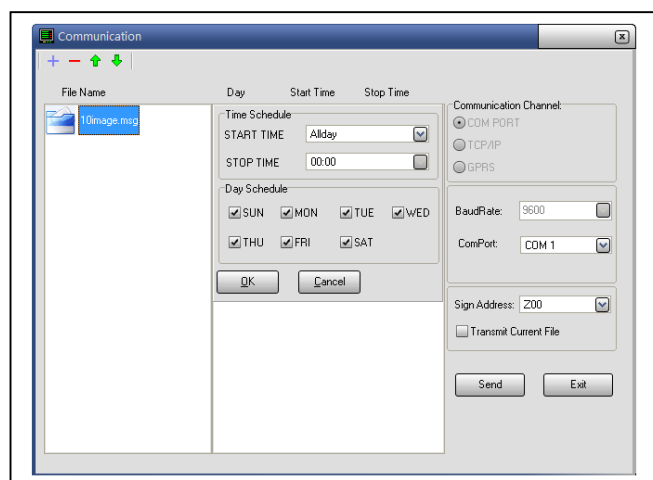 Communication
File Name Day Start Time Stop Time
10image.msg
Time Schedule
START TIME Allday
STOP TIME 00:00
Day Schedule
SUN MON TUE WED
THU FRI SAT
OK Cancel
Communication Channel:
COM PORT
TCP/IP
GPRS
BaudRate: 9600
ComPort: COM 1
Sign Address: Z00
Transmit Current File
Send Exit